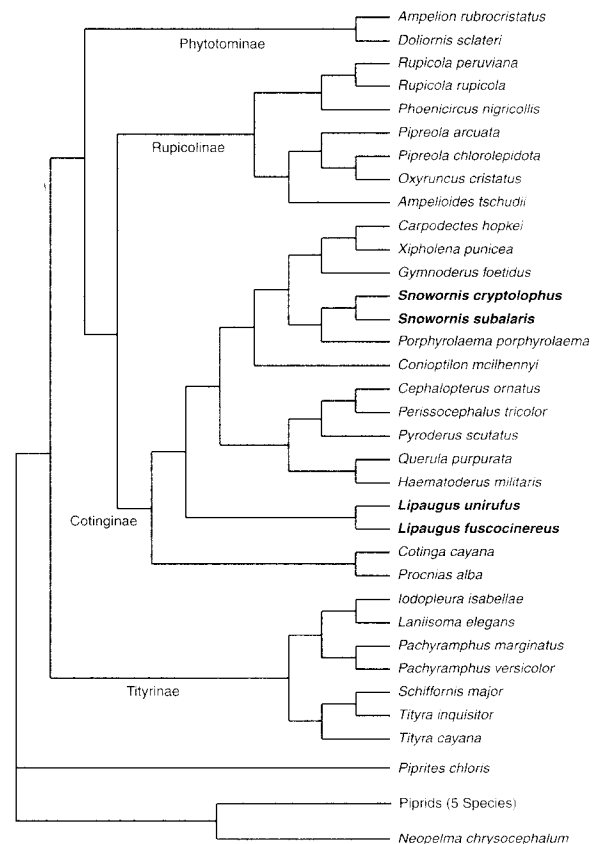 Ampelion rubrocristatus
Phytotominae
Doliornis sclateri
Rupicola peruviana
Rupicola rupicola
Phoenicircus nigricollis
Pipreola arcuata
Rupicolinae
Pipreola chlorolepidota
Oxyruncus cristatus
Ampelioides tschudii
Carpodectes hopkei
Xipholena punicea
Gymnoderus foetidus
Snowornis cryptolophus
Snowornis subalaris
Porphyrolaema porphyrolaema
Conioptilon mcilhennyi
Cephalopterus ornatus
Perissocephalus tricolor
Pyroderus scutatus
Querula purpurata
Haematoderus militaris
Lipaugus unirufus
Cotinginae
Lipaugus fuscocinereus
Cotinga cayana
Procnias alba
Iodopleura isabellae
Laniisoma elegans
Pachyramphus marginatus
Pachyramphus versicolor
Tityrinae
Schiffornis major
Tityra inquisitor
Tityra cayana
Piprites chloris
Piprids (5 Species)
Neopelma chrysocephalum